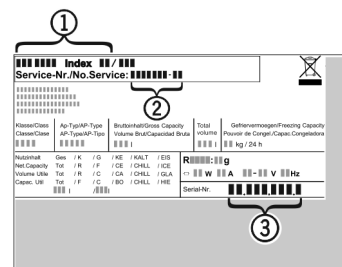 1
Index /
Service-Nr./No.Service: -
2
Klasse/Class Ap-Typ/AP-Type Bruttoinhalt/Gross Capacity Total Gefriervermoegen/Freezing Capacity
Classe/Clase AP-Type/AP-Tipo Volume Brut/Capacidad Bruta volume Pouvoir de Congel./Capac.Congeladora
l l kg / 24 h
Nutzinhalt Ges / K / G / KE / KALT / EIS
Net.Capacity Tot / R / F / CE / CHILL / ICE
Volume Utile Tot / R / C / CA / CHILL / GLA
Capac. Util Tot / F / C / BO / CHILL / HIE
l / l
R : g
W A - V Hz
Serial-Nr. . . .
3